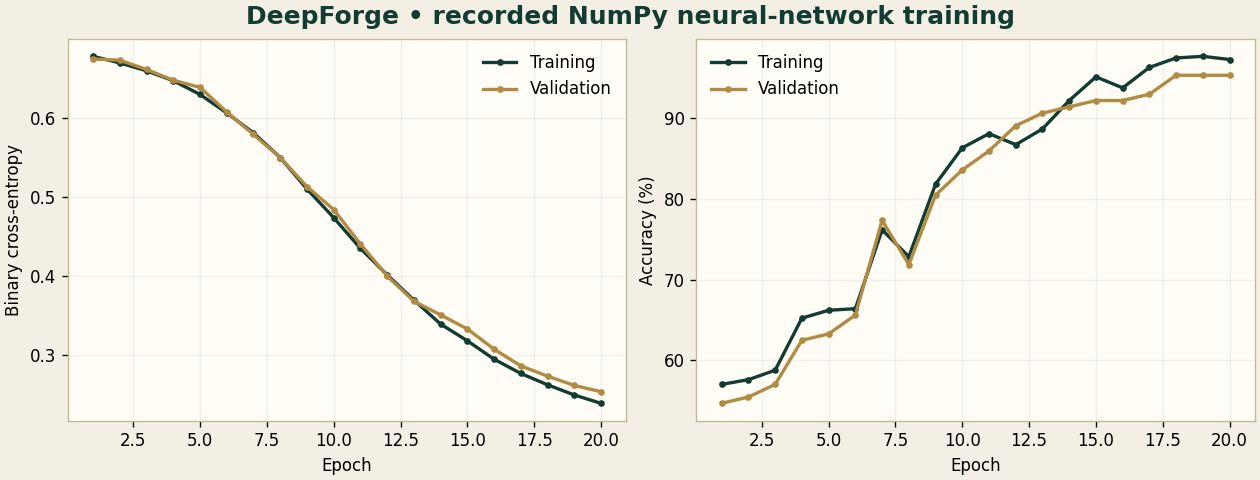 DeepForge • recorded NumPy neural-network training
Training
Validation
Binary cross-entropy
0.6
0.5
0.4
0.3
2.5 5.0 7.5 10.0 12.5 15.0 17.5 20.0
Epoch
Training
Validation
Accuracy (%)
90
80
70
60
2.5 5.0 7.5 10.0 12.5 15.0 17.5 20.0
Epoch